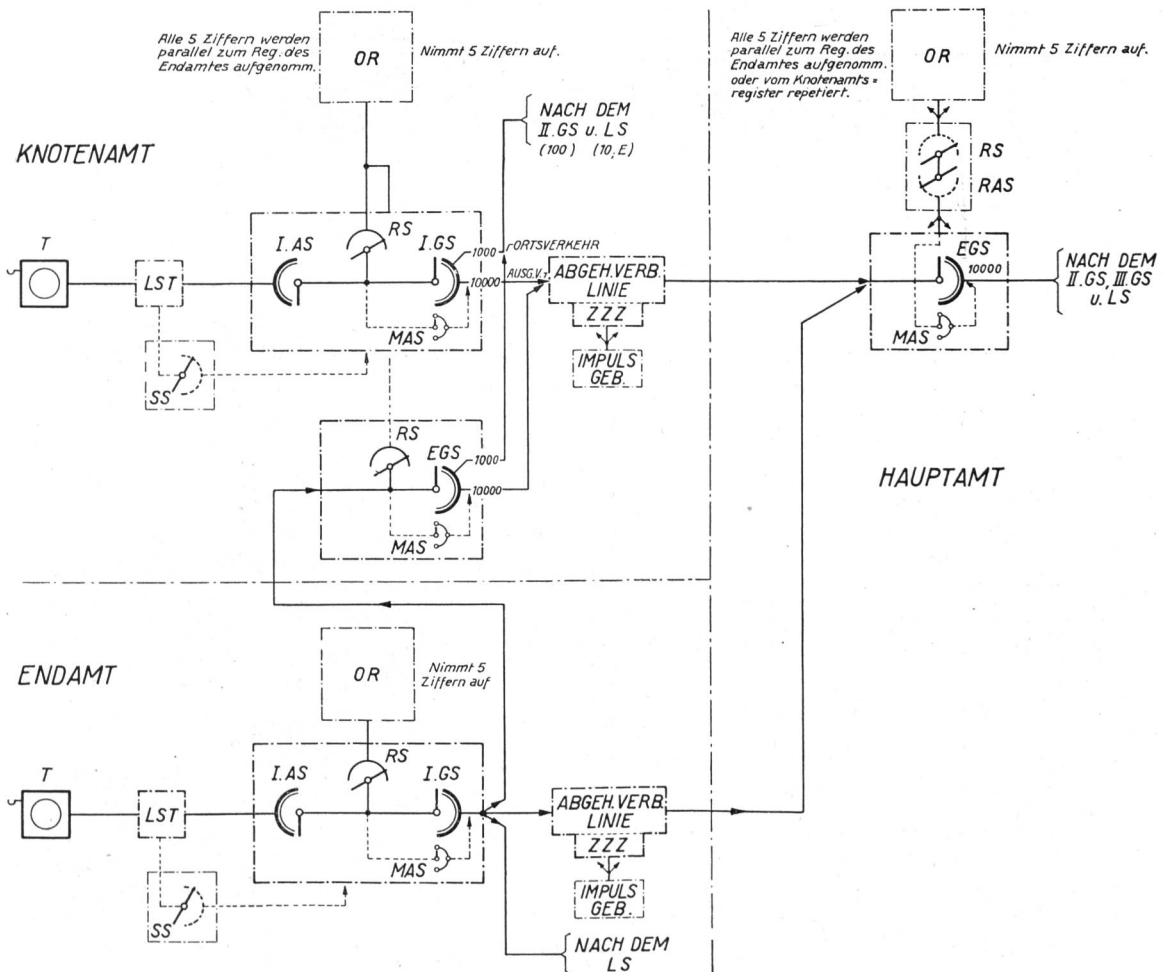 Alle 5 Ziffern werden
parallel zum Reg. des
Endamtes aufgenomm.
OR
Nimmt 5 Ziffern auf.
NACH DEM
II.GS u. LS
(100) (10, E)
KNOTENAMT
T
LST
SS
I.AS
RS
I.GS
1000
ORTSVERKEHR
10000
AUSG.V.
MAS
ABGEH.VERB.
LINIE
ZZZ
IMPULS
GEB.
RS
EGS
1000
10000
MAS
Alle 5 Ziffern werden
parallel zum Reg. des
Endamtes aufgenomm.
oder vom Knotenamts=
register repetiert.
OR
Nimmt 5 Ziffern auf.
RS
RAS
EGS
10000
MAS
NACH DEM
II.GS, III.GS
u. LS
HAUPTAMT
ENDAMT
OR
Nimmt 5
Ziffern auf
T
LST
SS
I.AS
RS
I.GS
MAS
ABGEH.VERB.
LINIE
ZZZ
IMPULS
GEB.
NACH DEM
LS